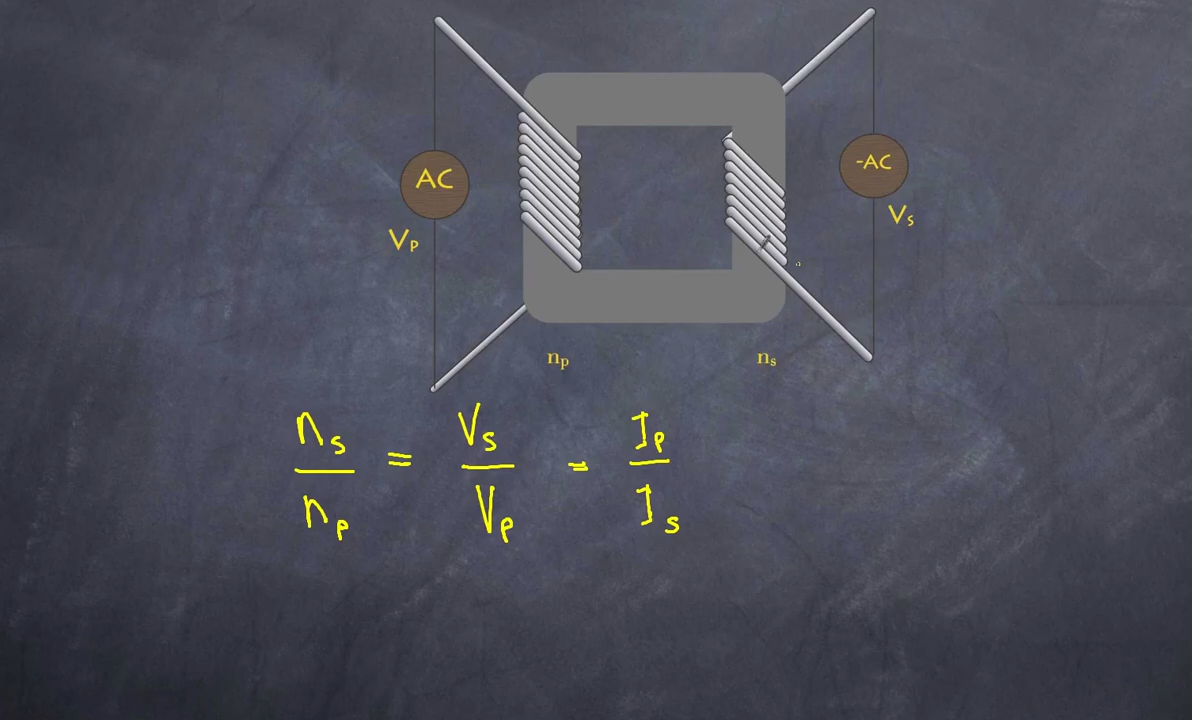 AC
-AC
Vₚ
Vₛ
nₚ
nₛ
nₛ/nₚ = Vₛ/Vₚ = Iₚ/Iₛ